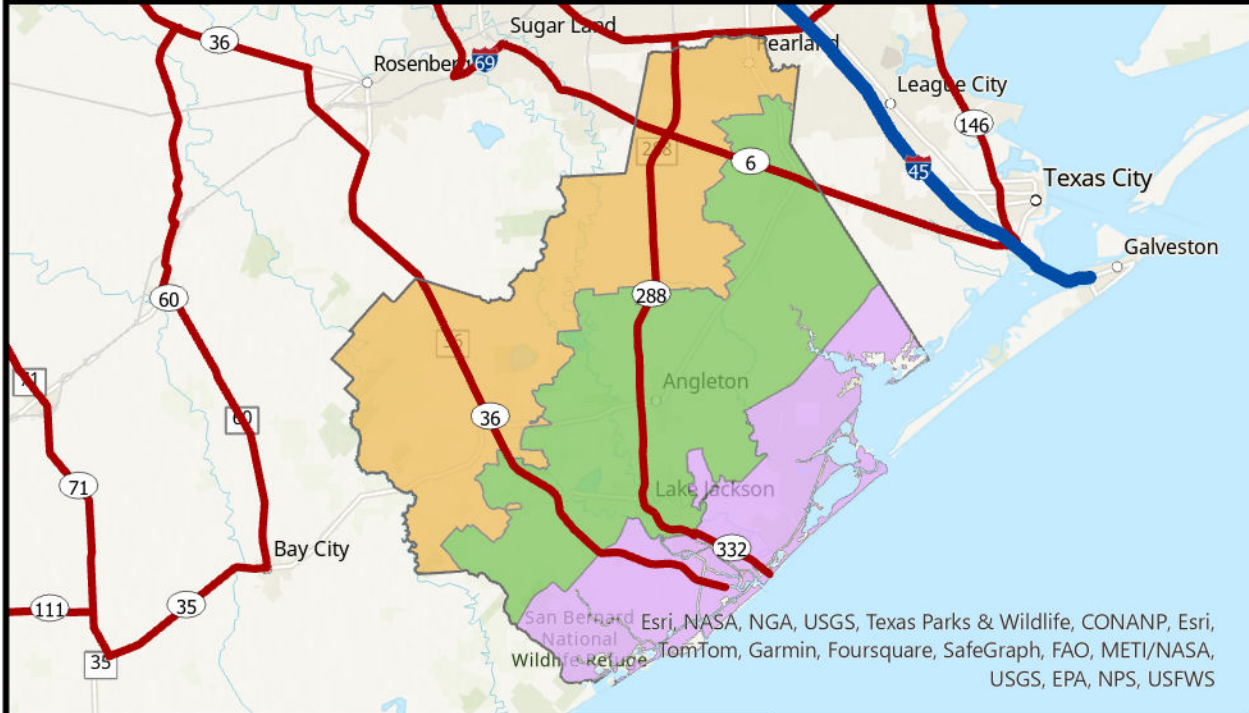 36
Sugar Land
Rosenberg
69
Pearland
League City
146
288
6
45
Texas City
Galveston
60
288
36
71
Angleton
60
36
71
Lake Jackson
332
Bay City
111
35
35
San Bernard
National
Wildlife Refuge
Esri, NASA, NGA, USGS, Texas Parks & Wildlife, CONANP, Esri,
TomTom, Garmin, Foursquare, SafeGraph, FAO, METI/NASA,
USGS, EPA, NPS, USFWS